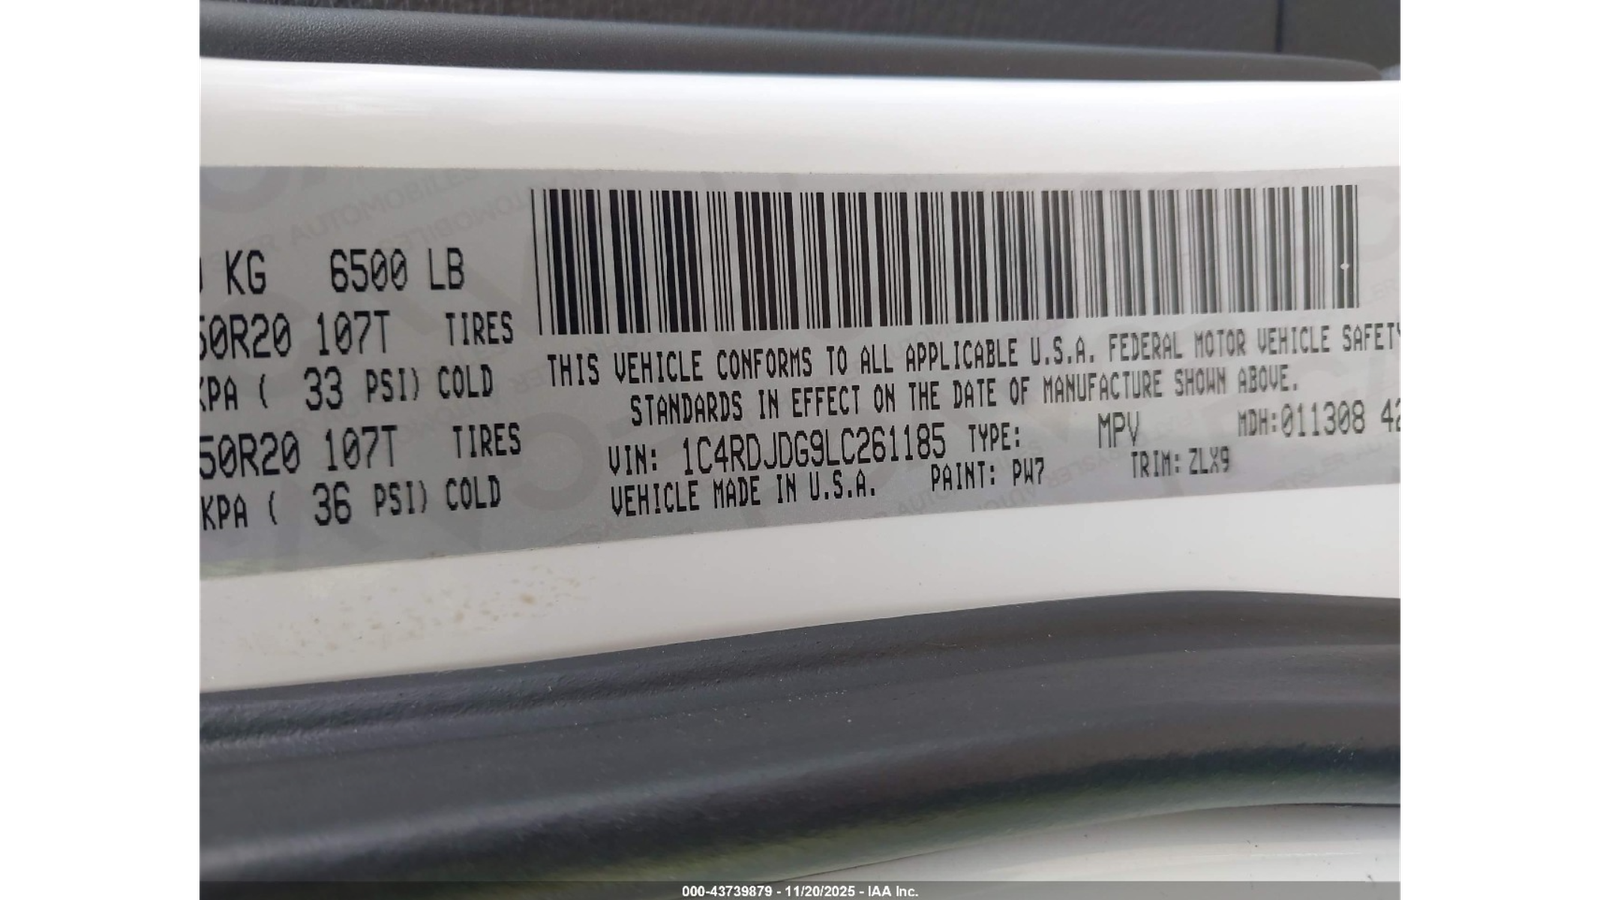 KG 6500 LB
50R20 107T TIRES
KPA ( 33 PSI) COLD
50R20 107T TIRES
KPA ( 36 PSI) COLD
THIS VEHICLE CONFORMS TO ALL APPLICABLE U.S.A. FEDERAL MOTOR VEHICLE SAFETY
STANDARDS IN EFFECT ON THE DATE OF MANUFACTURE SHOWN ABOVE.
VIN: 1C4RDJDG9LC261185 TYPE: MPV MDH:011308 42
VEHICLE MADE IN U.S.A. PAINT: PW7 TRIM: ZLX9
000-43739879 - 11/20/2025 - IAA Inc.